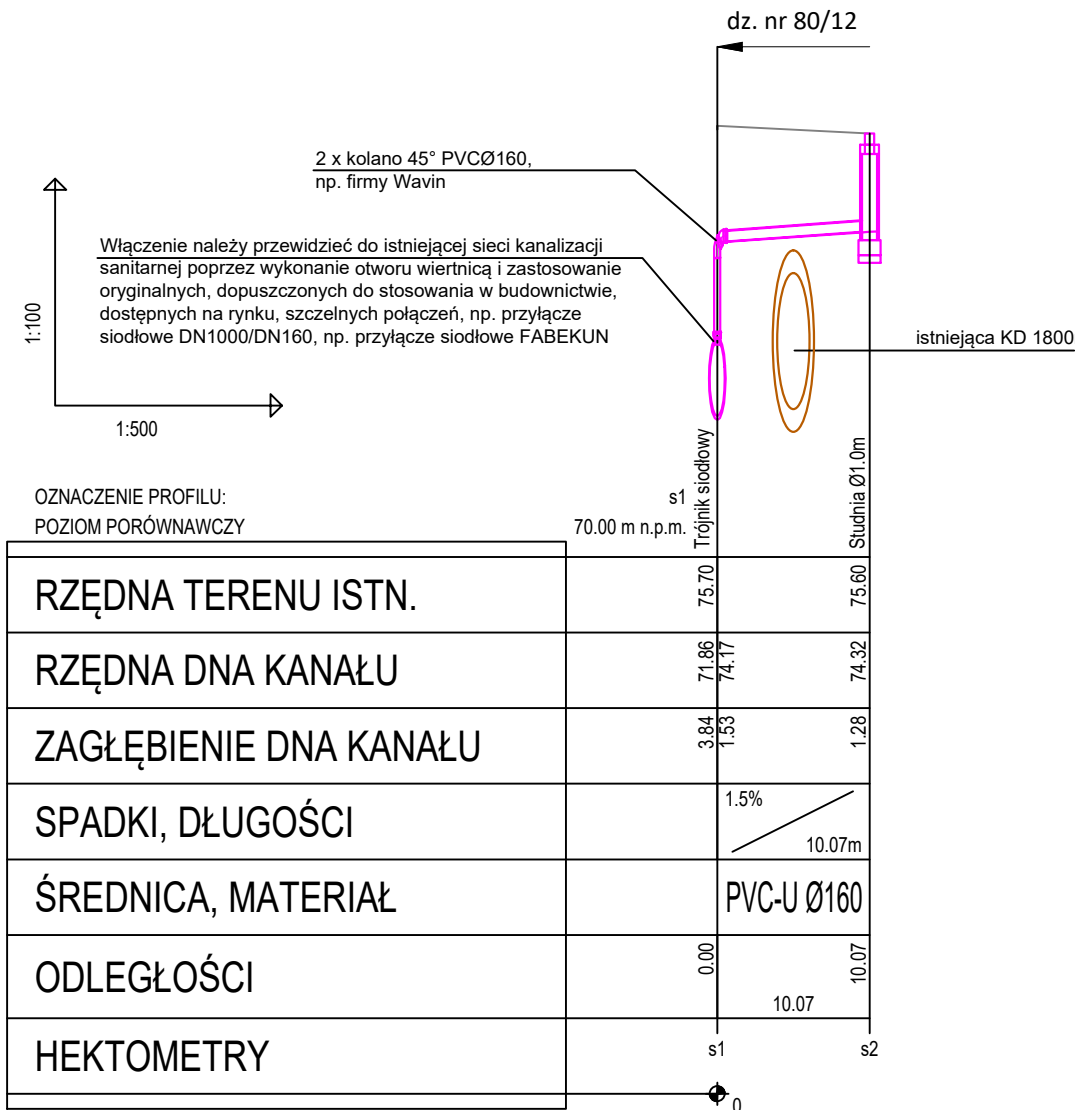 dz. nr 80/12
2 x kolano 45° PVCØ160,
np. firmy Wavin
Włączenie należy przewidzieć do istniejącej sieci kanalizacji
sanitarnej poprzez wykonanie otworu wiertnicą i zastosowanie
oryginalnych, dopuszczonych do stosowania w budownictwie,
dostępnych na rynku, szczelnych połączeń, np. przyłącze
siodłowe DN1000/DN160, np. przyłącze siodłowe FABEKUN
1:100
1:500
istniejąca KD 1800
Trójnik siodłowy
Studnia Ø1.0m
OZNACZENIE PROFILU:
s1
POZIOM PORÓWNAWCZY
70.00 m n.p.m.
RZĘDNA TERENU ISTN.
75.70
75.60
RZĘDNA DNA KANAŁU
71.86
74.17
74.32
ZAGŁĘBIENIE DNA KANAŁU
3.84
1.53
1.28
SPADKI, DŁUGOŚCI
1.5%
10.07m
ŚREDNICA, MATERIAŁ
PVC-U Ø160
ODLEGŁOŚCI
0.00
10.07
10.07
HEKTOMETRY
s1
s2
0